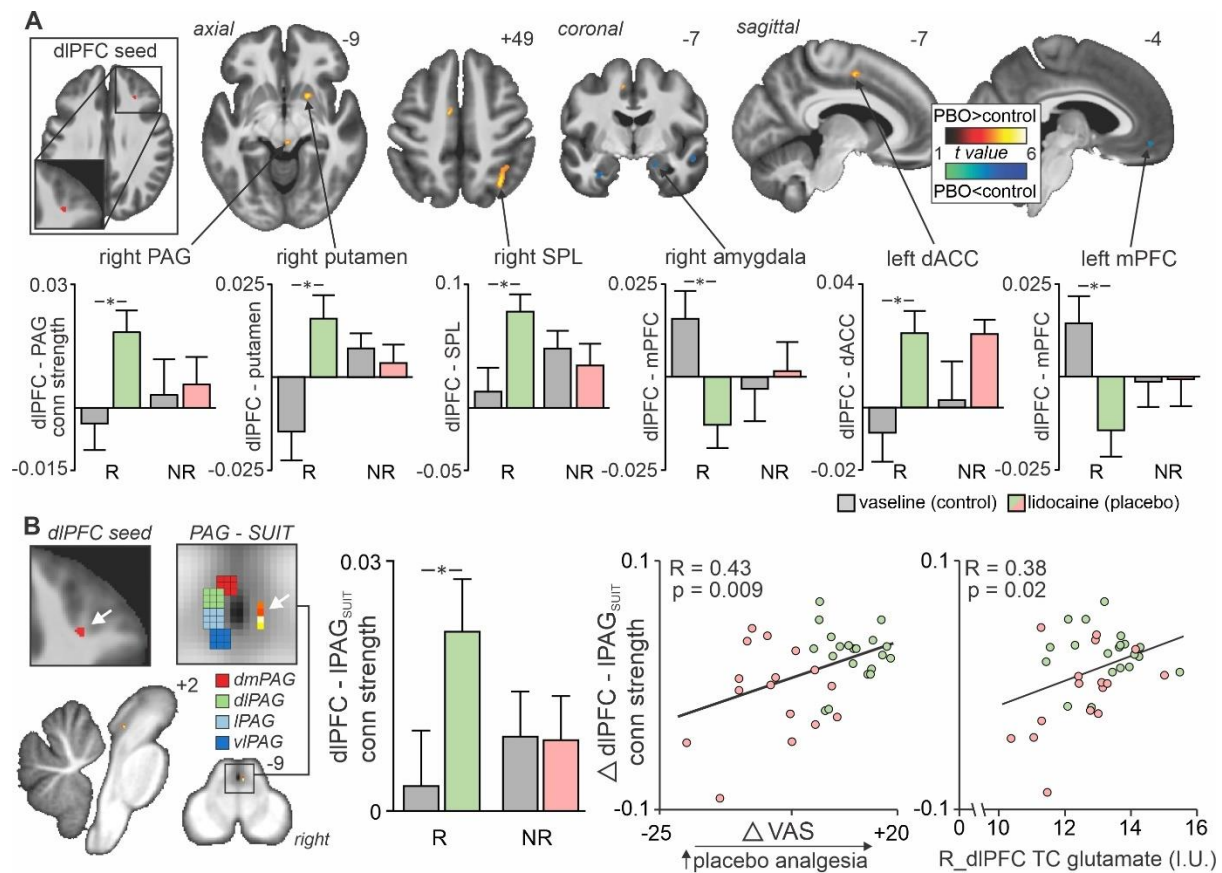 A
dlPFC seed
axial
-9
+49
coronal
-7
sagittal
-7
-4
PBO>control
1 t value 6
PBO<control
right PAG
right putamen
right SPL
right amygdala
left dACC
left mPFC
0.03
dlPFC - PAG
conn strength
-0.015
-*-
R
NR
0.025
dlPFC - putamen
-0.025
-*-
R
NR
0.1
dlPFC - SPL
-0.05
-*-
R
NR
0.025
dlPFC - mPFC
-0.025
-*-
R
NR
0.04
dlPFC - dACC
-0.02
-*-
R
NR
0.025
dlPFC - mPFC
-0.025
-*-
R
NR
vaseline (control)
lidocaine (placebo)
B
dlPFC seed
PAG - SUIT
+2
dmPAG
dlPAG
lPAG
vlPAG
-9
right
0.03
dlPFC - lPAGSUIT
conn strength
0
-*-
R
NR
0.1
△ dlPFC - lPAGSUIT
conn strength
-0.1
R = 0.43
p = 0.009
-25
△ VAS
+20
↑placebo analgesia
0.1
R = 0.38
p = 0.02
-0.1
0
12
14
16
R_dlPFC TC glutamate (I.U.)